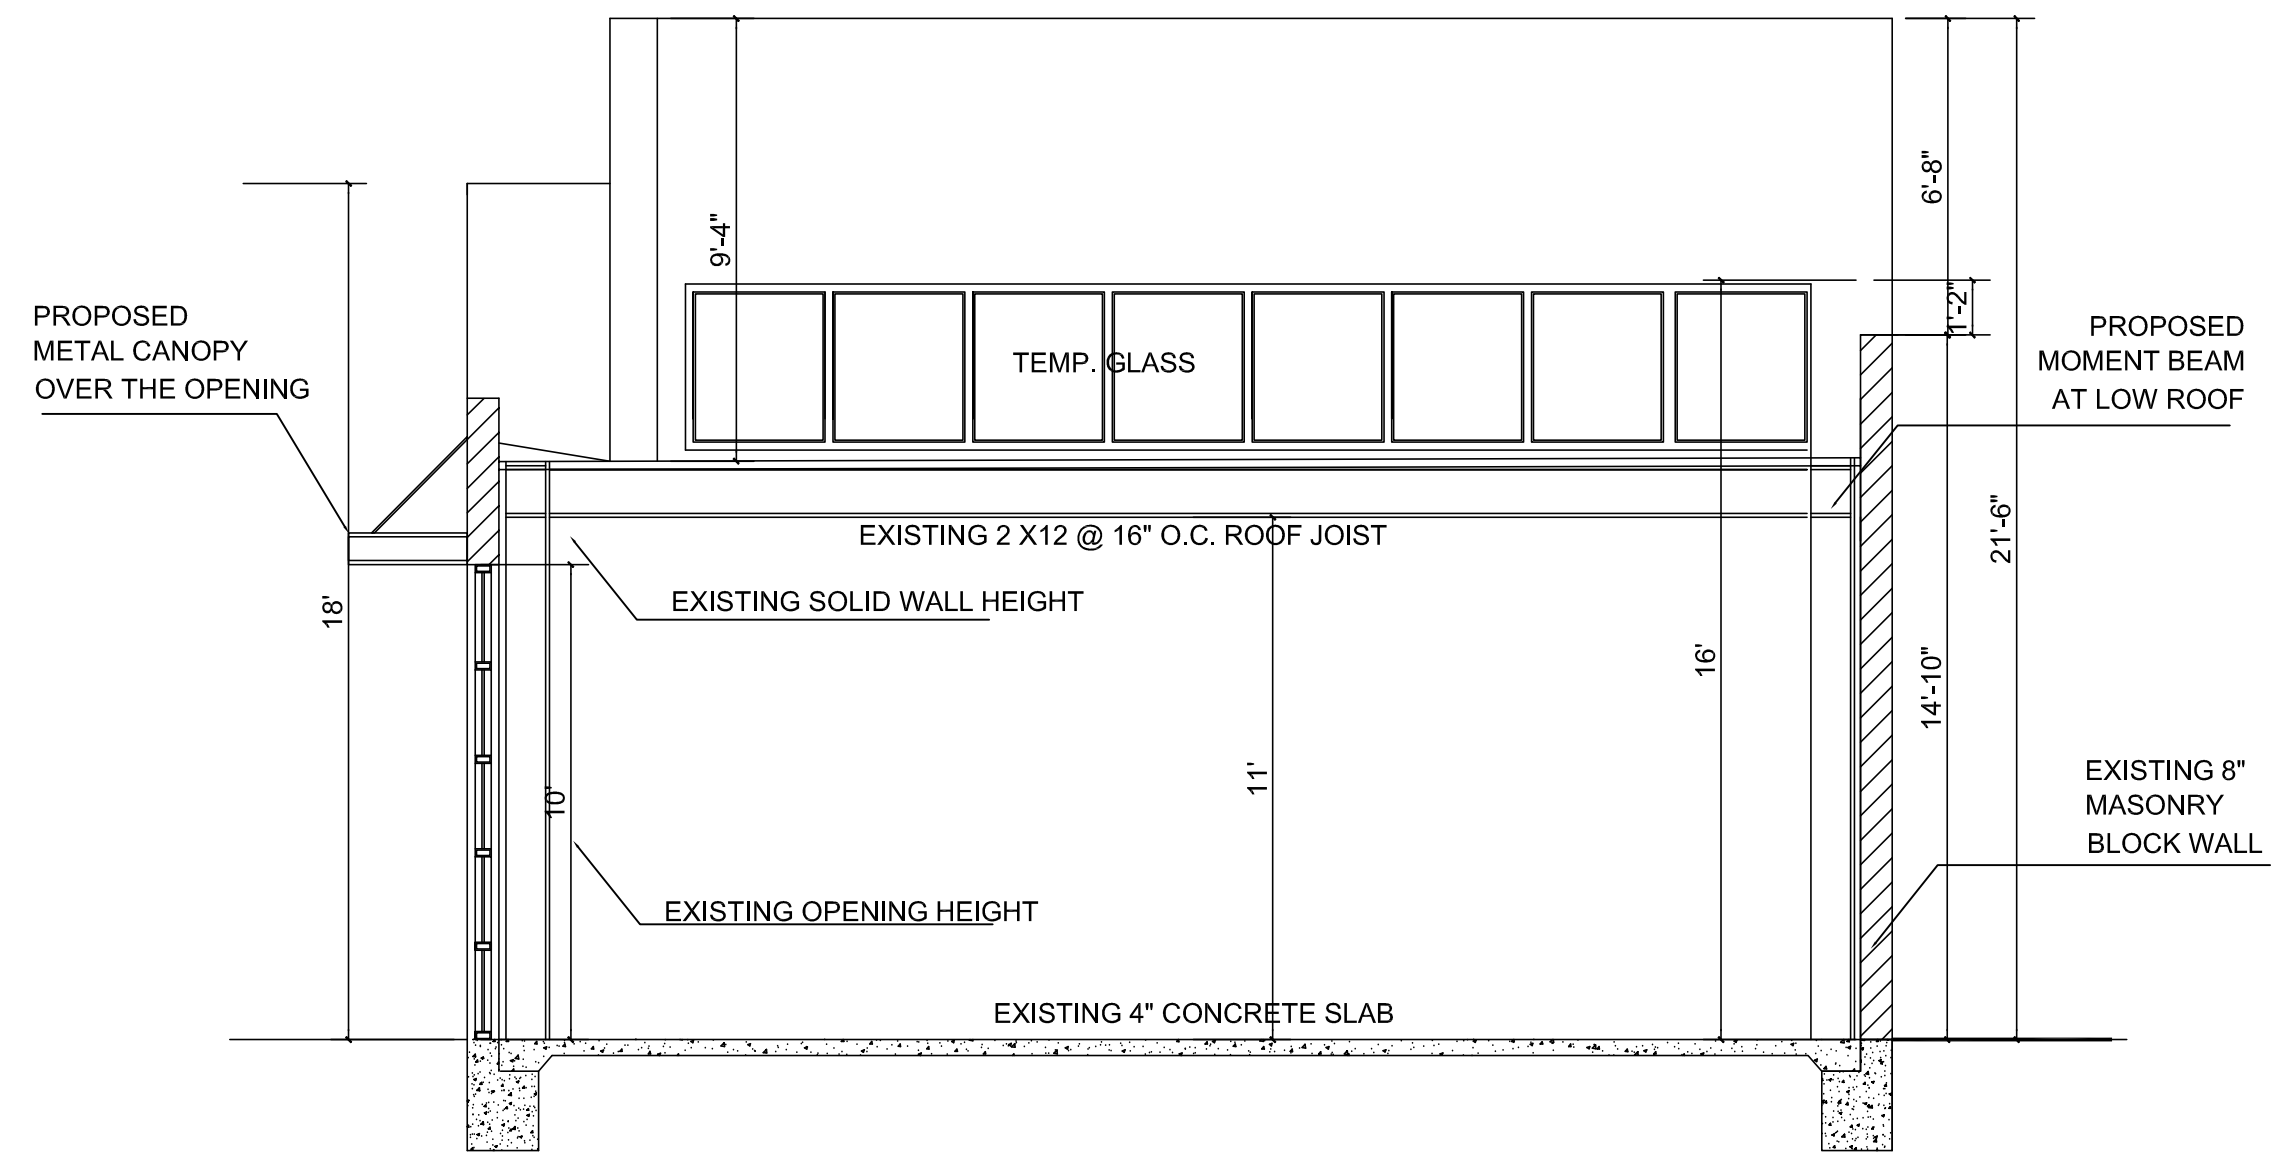 9'-4"
6'-8"
1'-2"
PROPOSED
METAL CANOPY
OVER THE OPENING
TEMP. GLASS
PROPOSED
MOMENT BEAM
AT LOW ROOF
EXISTING 2 X12 @ 16" O.C. ROOF JOIST
21'-6"
18'
EXISTING SOLID WALL HEIGHT
16'
14'-10"
11'
10'
EXISTING 8"
MASONRY
BLOCK WALL
EXISTING OPENING HEIGHT
EXISTING 4" CONCRETE SLAB